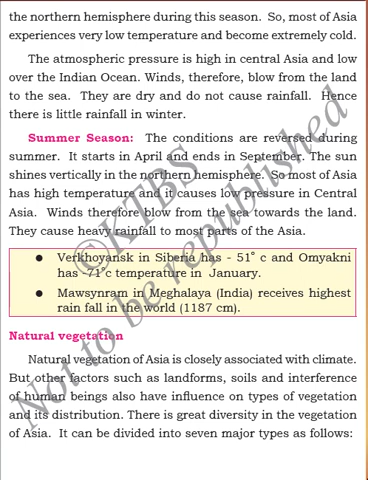 the northern hemisphere during this season. So, most of Asia
experiences very low temperature and become extremely cold.
The atmospheric pressure is high in central Asia and low
over the Indian Ocean. Winds, therefore, blow from the land
to the sea. They are dry and do not cause rainfall. Hence
there is little rainfall in winter.
Summer Season: The conditions are reversed during
summer. It starts in April and ends in September. The sun
shines vertically in the northern hemisphere. So most of Asia
has high temperature and it causes low pressure in Central
Asia. Winds therefore blow from the sea towards the land.
They cause heavy rainfall to most parts of the Asia.
● Verkhoyansk in Siberia has - 51° c and Omyakni
has -71°c temperature in January.
● Mawsynram in Meghalaya (India) receives highest
rain fall in the world (1187 cm).
Natural vegetation
Natural vegetation of Asia is closely associated with climate.
But other factors such as landforms, soils and interference
of human beings also have influence on types of vegetation
and its distribution. There is great diversity in the vegetation
of Asia. It can be divided into seven major types as follows:
©KTBS
Not to be republished